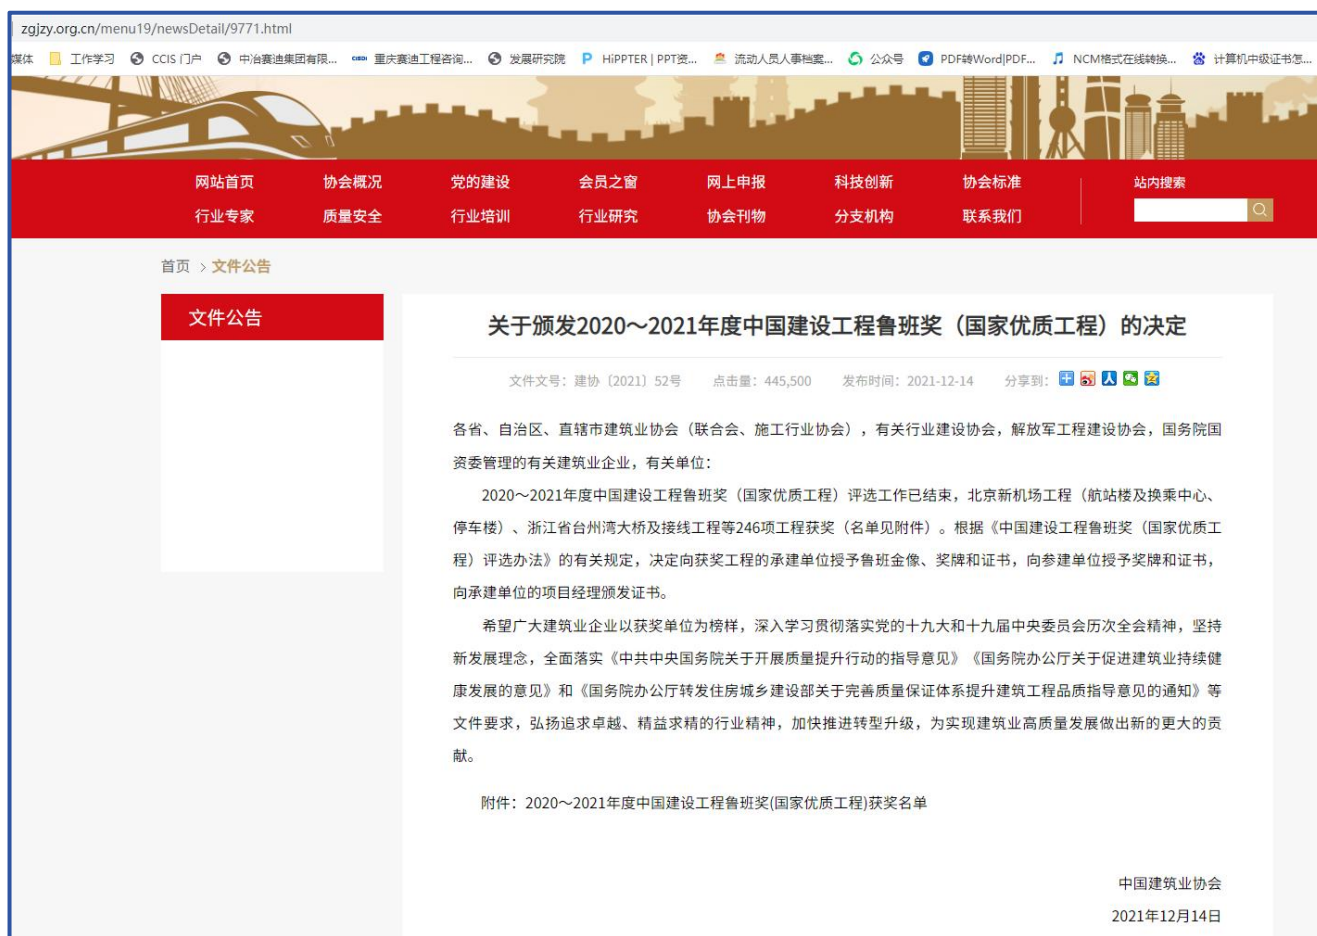 zgjzy.org.cn/menu19/newsDetail/9771.html
媒体 工作学习 CCIS 门户 中冶赛迪集团有限... CISDI 重庆赛迪工程咨询... 发展研究院 HiPPTER | PPT资... 流动人员人事档案... 公众号 PDF转Word|PDF... NCM格式在线转换... 计算机中级证书怎...
网站首页 协会概况 党的建设 会员之窗 网上申报 科技创新 协会标准 站内搜索
行业专家 质量安全 行业培训 行业研究 协会刊物 分支机构 联系我们
首页 > 文件公告
文件公告
关于颁发2020～2021年度中国建设工程鲁班奖（国家优质工程）的决定
文件文号：建协〔2021〕52号 点击量：445,500 发布时间：2021-12-14 分享到：
各省、自治区、直辖市建筑业协会（联合会、施工行业协会），有关行业建设协会，解放军工程建设协会，国务院国
资委管理的有关建筑业企业，有关单位：
2020～2021年度中国建设工程鲁班奖（国家优质工程）评选工作已结束，北京新机场工程（航站楼及换乘中心、
停车楼）、浙江省台州湾大桥及接线工程等246项工程获奖（名单见附件）。根据《中国建设工程鲁班奖（国家优质工
程）评选办法》的有关规定，决定向获奖工程的承建单位授予鲁班金像、奖牌和证书，向参建单位授予奖牌和证书，
向承建单位的项目经理颁发证书。
希望广大建筑业企业以获奖单位为榜样，深入学习贯彻落实党的十九大和十九届中央委员会历次全会精神，坚持
新发展理念，全面落实《中共中央国务院关于开展质量提升行动的指导意见》《国务院办公厅关于促进建筑业持续健
康发展的意见》和《国务院办公厅转发住房城乡建设部关于完善质量保证体系提升建筑工程品质指导意见的通知》等
文件要求，弘扬追求卓越、精益求精的行业精神，加快推进转型升级，为实现建筑业高质量发展做出新的更大的贡
献。
附件：2020～2021年度中国建设工程鲁班奖(国家优质工程)获奖名单
中国建筑业协会
2021年12月14日